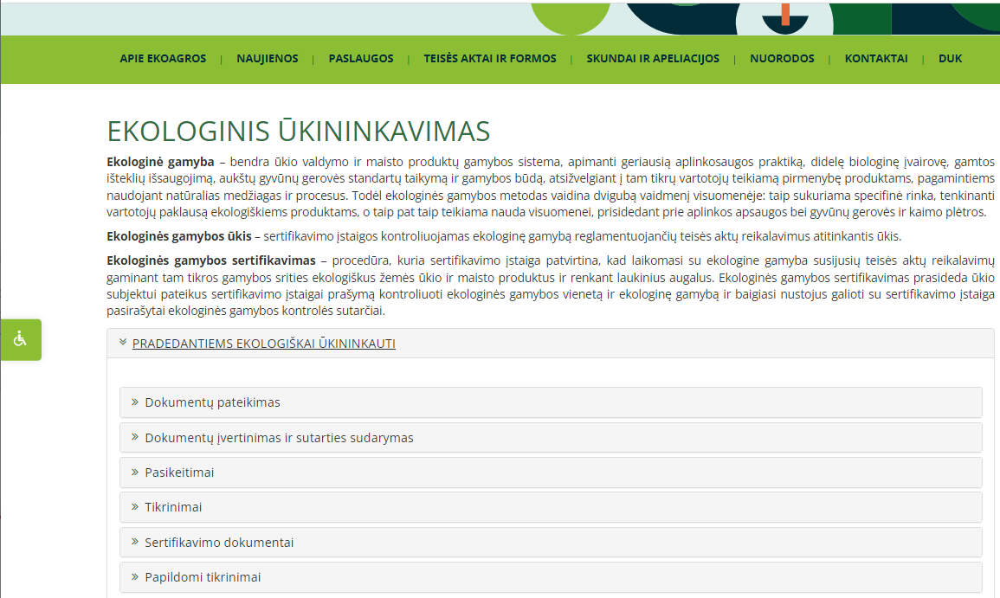 APIE EKOAGROS | NAUJIENOS | PASLAUGOS | TEISĖS AKTAI IR FORMOS | SKUNDAI IR APELIACIJOS | NUORODOS | KONTAKTAI | DUK
EKOLOGINIS ŪKININKAVIMAS
Ekologinė gamyba – bendra ūkio valdymo ir maisto produktų gamybos sistema, apimanti geriausią aplinkosaugos praktiką, didelę biologinę įvairovę, gamtos
išteklių išsaugojimą, aukštų gyvūnų gerovės standartų taikymą ir gamybos būdą, atsižvelgiant į tam tikrų vartotojų teikiamą pirmenybę produktams, pagamintiems
naudojant natūralias medžiagas ir procesus. Todėl ekologinės gamybos metodas vaidina dvigubą vaidmenį visuomenėje: taip sukuriama specifinė rinka, tenkinanti
vartotojų paklausą ekologiškiems produktams, o taip pat taip teikiama nauda visuomenei, prisidedant prie aplinkos apsaugos bei gyvūnų gerovės ir kaimo plėtros.
Ekologinės gamybos ūkis – sertifikavimo įstaigos kontroliuojamas ekologinę gamybą reglamentuojančių teisės aktų reikalavimus atitinkantis ūkis.
Ekologinės gamybos sertifikavimas – procedūra, kuria sertifikavimo įstaiga patvirtina, kad laikomasi su ekologine gamyba susijusių teisės aktų reikalavimų
gaminant tam tikros gamybos srities ekologiškus žemės ūkio ir maisto produktus ir renkant laukinius augalus. Ekologinės gamybos sertifikavimas prasideda ūkio
subjektui pateikus sertifikavimo įstaigai prašymą kontroliuoti ekologinės gamybos vienetą ir ekologinę gamybą ir baigiasi nustojus galioti su sertifikavimo įstaiga
pasirašytai ekologinės gamybos kontrolės sutarčiai.
PRADEDANTIEMS EKOLOGIŠKAI ŪKININKAUTI
» Dokumentų pateikimas
» Dokumentų įvertinimas ir sutarties sudarymas
» Pasikeitimai
» Tikrinimai
» Sertifikavimo dokumentai
» Papildomi tikrinimai